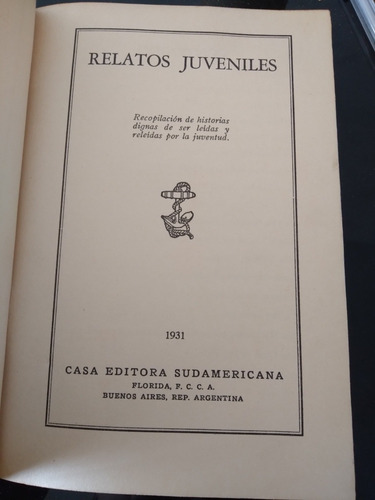 RELATOS JUVENILES
Recopilación de historias
dignas de ser leídas y
releídas por la juventud.
1931
CASA EDITORA SUDAMERICANA
FLORIDA, F. C. C. A.
BUENOS AIRES, REP. ARGENTINA